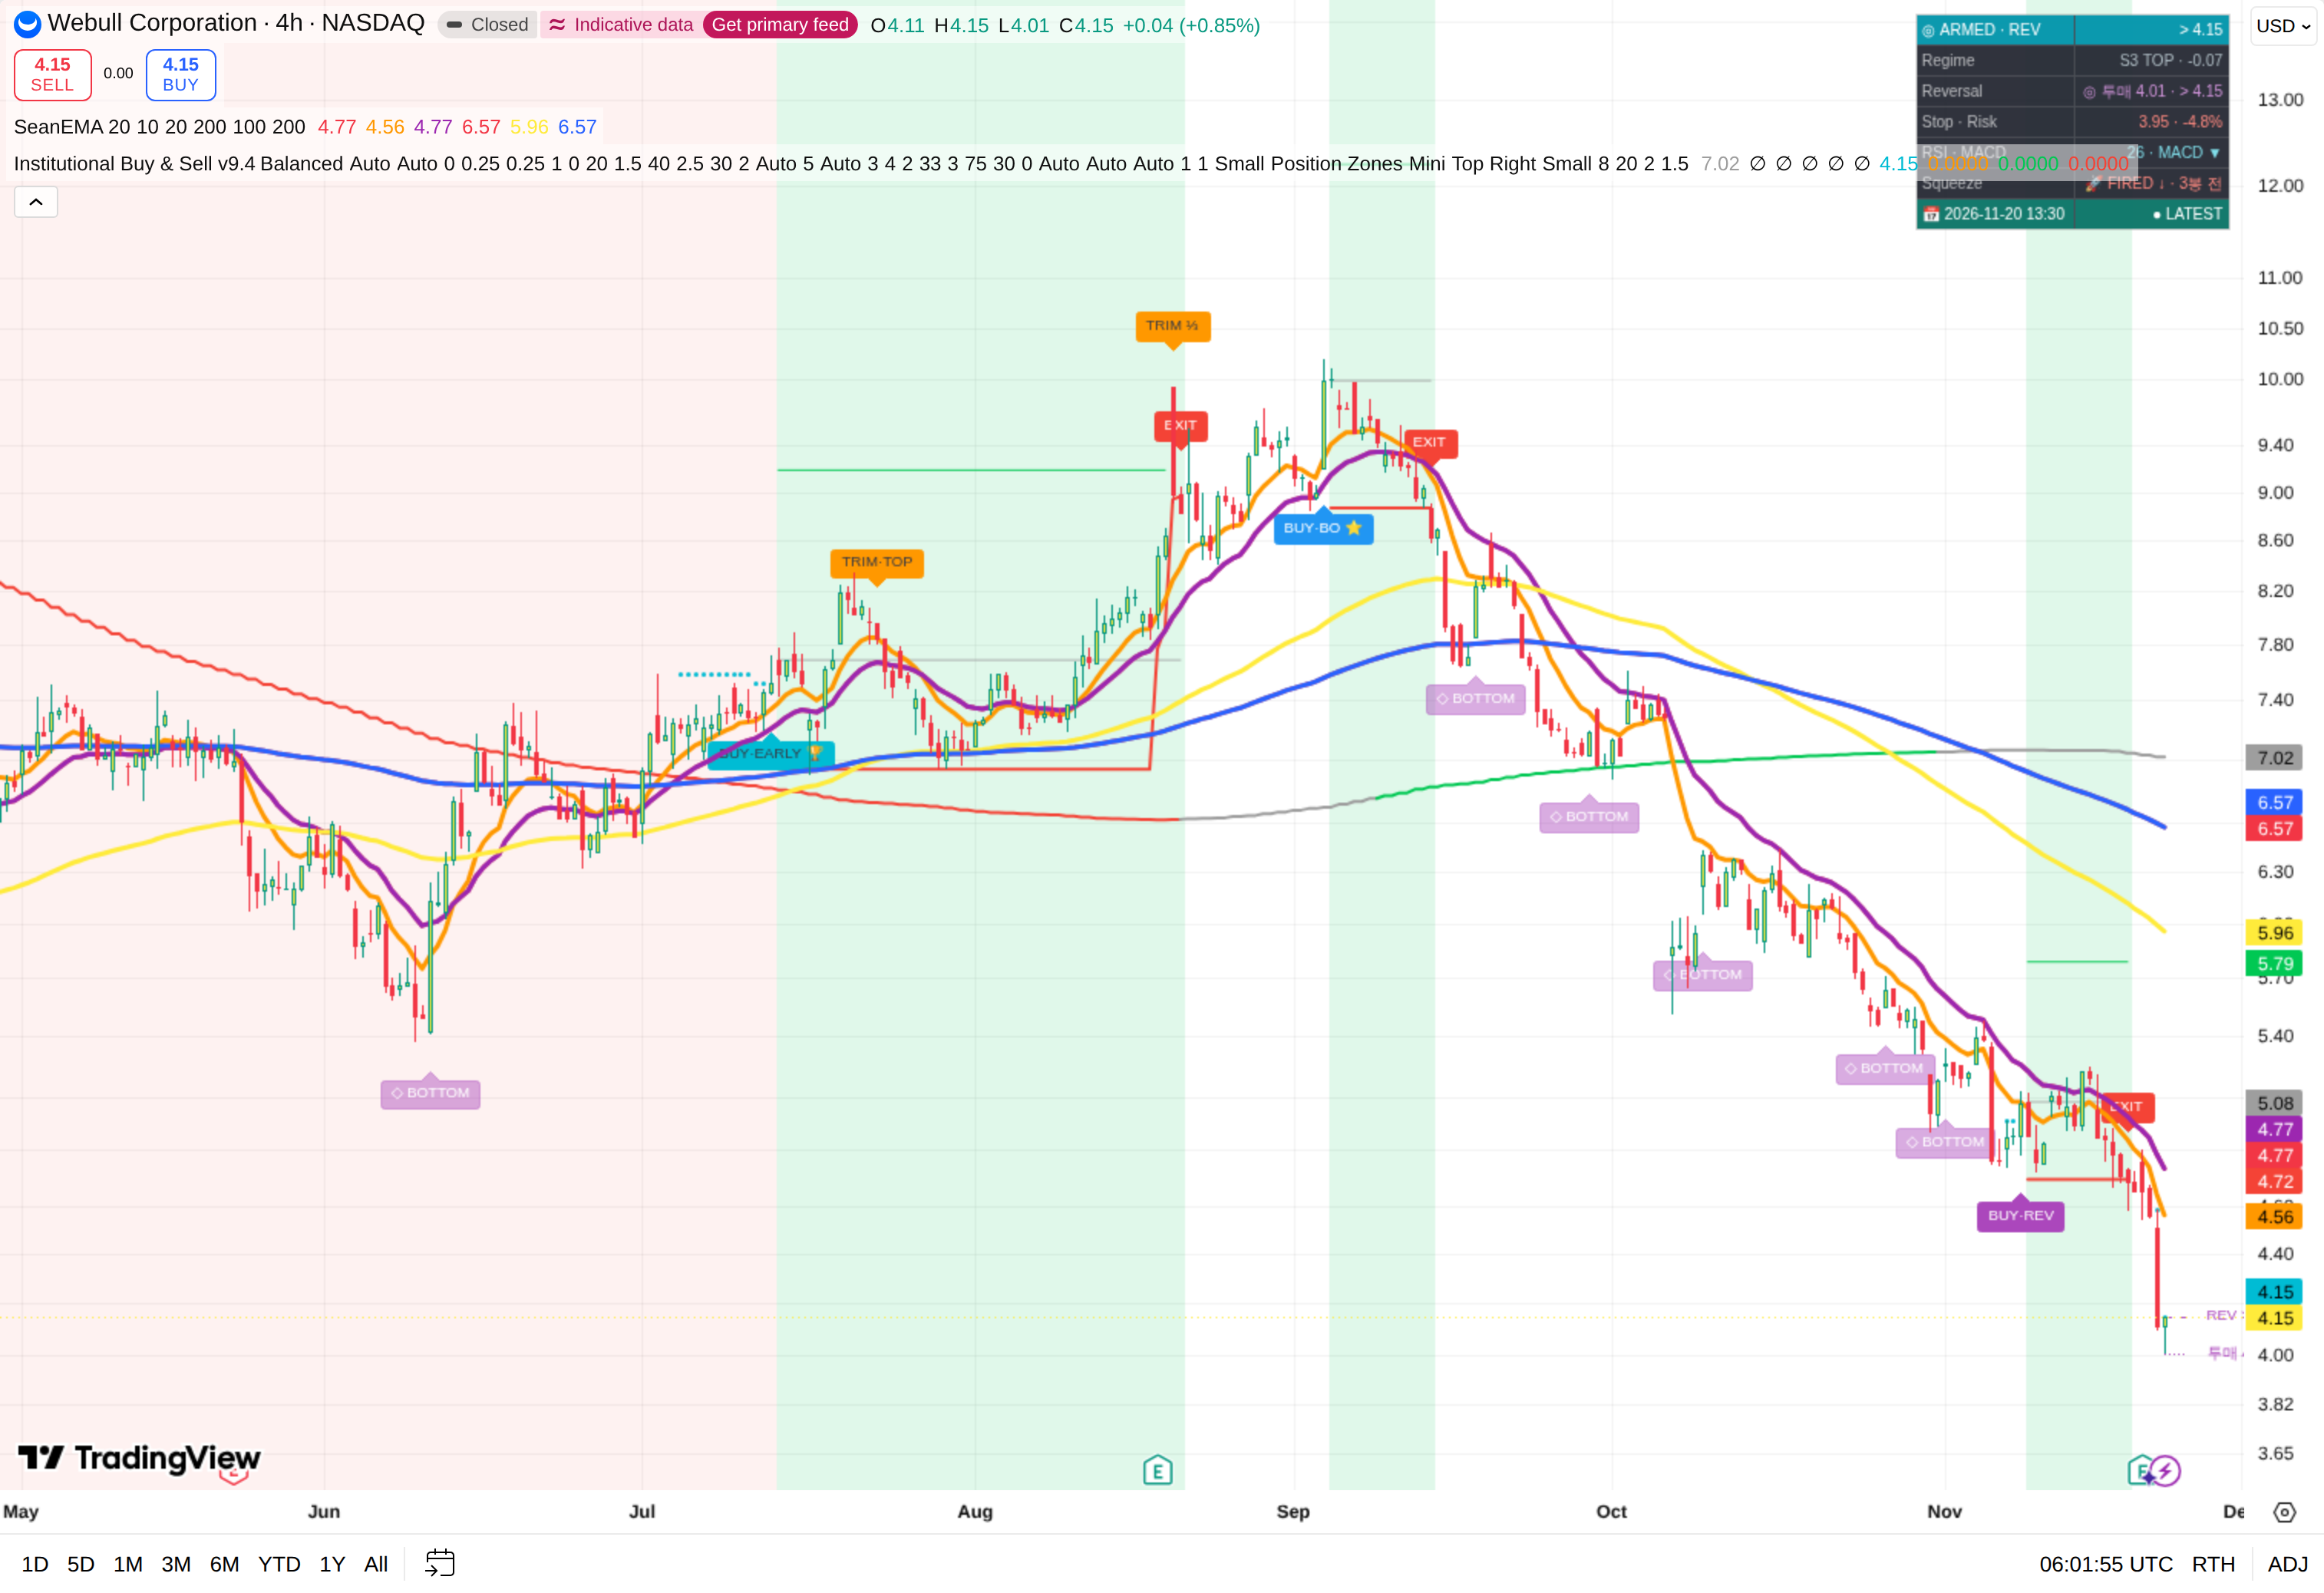 Webull Corporation · 4h · NASDAQ Closed Indicative data Get primary feed O4.11 H4.15 L4.01 C4.15 +0.04 (+0.85%)
4.15 SELL 0.00 4.15 BUY
SeanEMA 20 10 20 200 100 200 4.77 4.56 4.77 6.57 5.96 6.57
Institutional Buy & Sell v9.4 Balanced Auto Auto 0 0.25 0.25 1 0 20 1.5 40 2.5 30 2 Auto 5 Auto 3 4 2 33 3 75 30 0 Auto Auto Auto 1 1 Small Position Zones Mini Top Right Small 8 20 2 1.5 7.02 ∅ ∅ ∅ ∅ ∅ 4.15 0.0000 0.0000 0.0000
◎ ARMED · REV > 4.15
Regime S3 TOP · -0.07
Reversal ◎ 투매 4.01 · > 4.15
Stop · Risk 3.95 · -4.8%
RSI · MACD 26 · MACD ▼
Squeeze 🚀 FIRED ↓ · 3봉 전
📅 2026-11-20 13:30 ● LATEST
USD
13.00
12.00
11.00
10.50
10.00
9.40
9.00
8.60
8.20
7.80
7.40
7.02
6.57
6.57
6.30
5.96
5.79
5.70
5.40
5.08
4.77
4.77
4.72
4.56
4.40
4.15
4.15
4.00
3.82
3.65
TRIM ⅓
EXIT
EXIT
BUY-BO ⭐
TRIM-TOP
BUY-EARLY 🏆
◇ BOTTOM
◇ BOTTOM
◇ BOTTOM
◇ BOTTOM
◇ BOTTOM
◇ BOTTOM
EXIT
BUY-REV
REV
투매
TradingView
E
E
May Jun Jul Aug Sep Oct Nov De
1D 5D 1M 3M 6M YTD 1Y All 06:01:55 UTC RTH ADJ